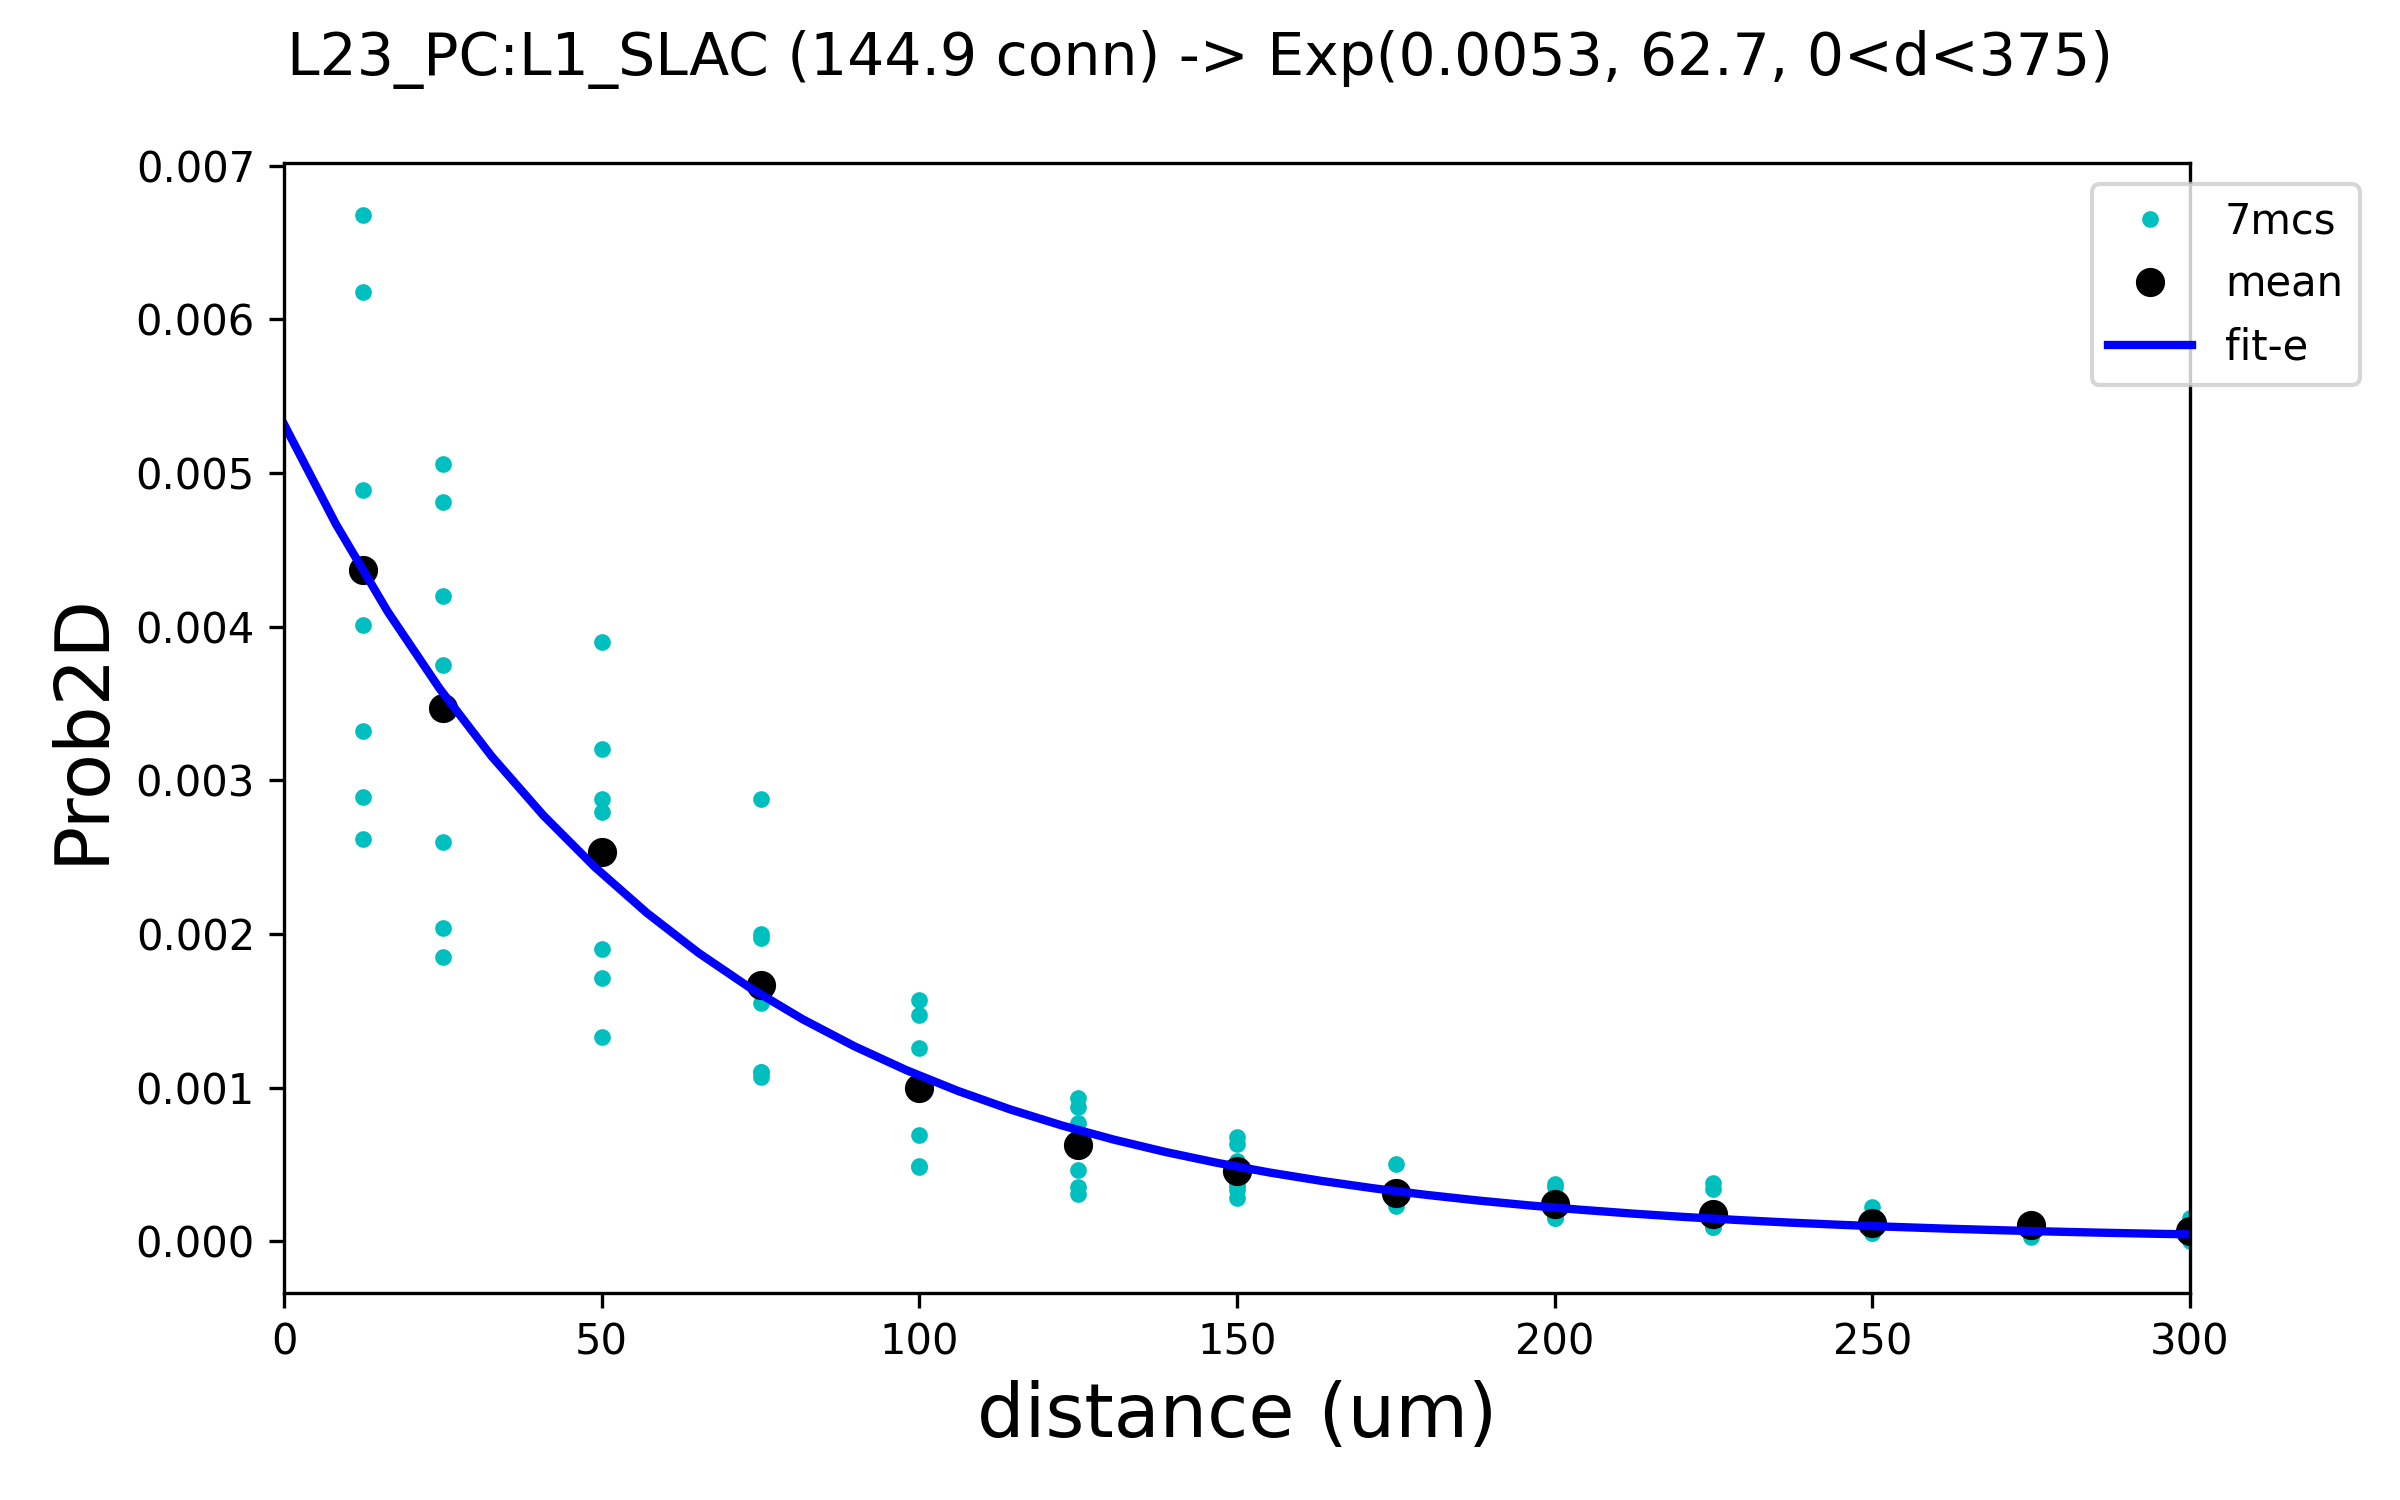 L23_PC:L1_SLAC (144.9 conn) -> Exp(0.0053, 62.7, 0<d<375)
0.007
0.006
0.005
0.004
0.003
0.002
0.001
0.000
Prob2D
7mcs
mean
fit-e
0 50 100 150 200 250 300
distance (um)